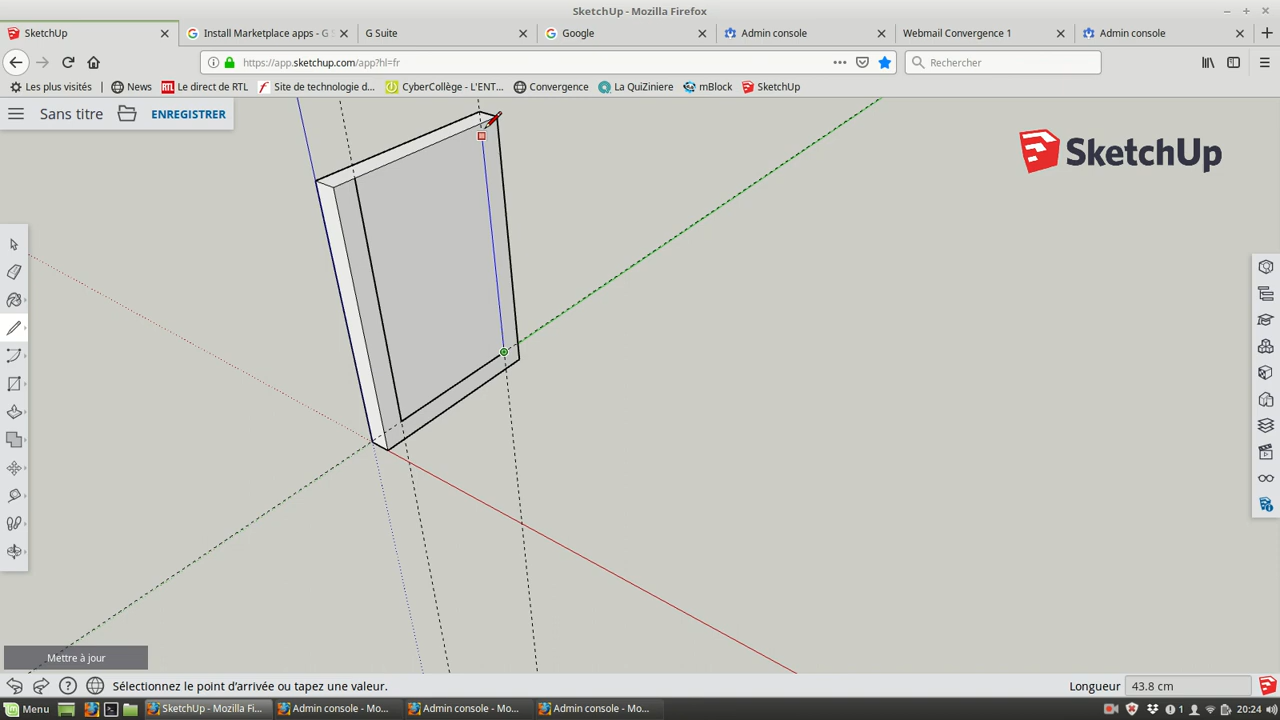 SketchUp - Mozilla Firefox
SketchUp
Install Marketplace apps - G S
G Suite
Google
Admin console
Webmail Convergence 1
Admin console
https://app.sketchup.com/app?hl=fr
Rechercher
Les plus visités
News
RTL Le direct de RTL
Site de technologie d...
CyberCollège - L'ENT...
Convergence
La QuiZiniere
mBlock
SketchUp
Sans titre
ENREGISTRER
SketchUp
Mettre à jour
Sélectionnez le point d'arrivée ou tapez une valeur.
Longueur
43.8 cm
Menu
SketchUp - Mozilla Fir...
Admin console - Mo...
Admin console - Mo...
Admin console - Mo...
1
20:24